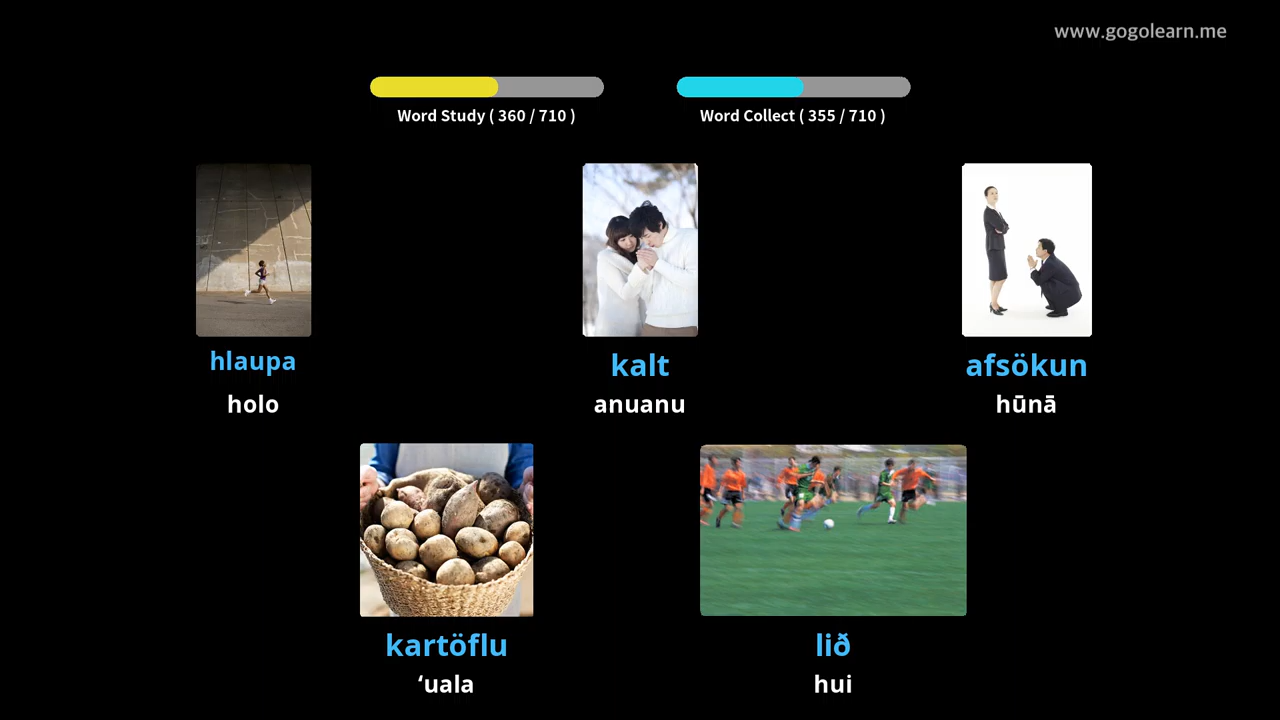 www.gogolearn.me
Word Study ( 360 / 710 )
Word Collect ( 355 / 710 )
hlaupa
holo
kalt
anuanu
afsökun
hūnā
kartöflu
ʻuala
lið
hui